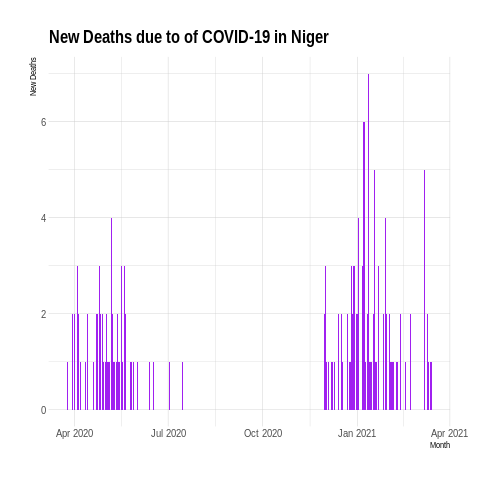 New Deaths due to of COVID-19 in Niger
New Deaths
6
4
2
0
Apr 2020 Jul 2020 Oct 2020 Jan 2021 Apr 2021
Month